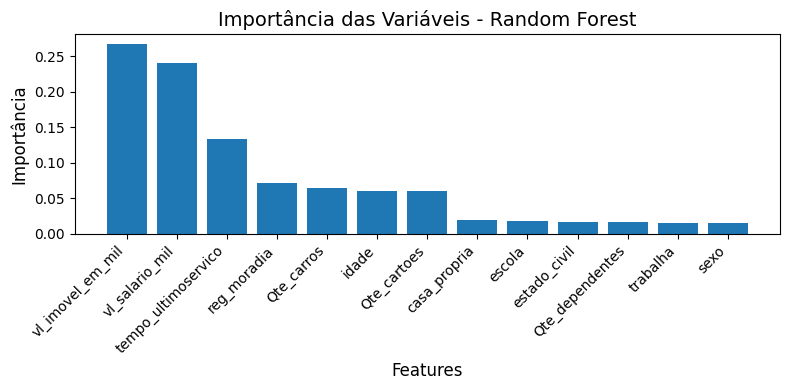 Importância das Variáveis - Random Forest
Importância
0.25
0.20
0.15
0.10
0.05
0.00
vl_imovel_em_mil
vl_salario_mil
tempo_ultimoservico
reg_moradia
Qte_carros
idade
Qte_cartoes
casa_propria
escola
estado_civil
Qte_dependentes
trabalha
sexo
Features